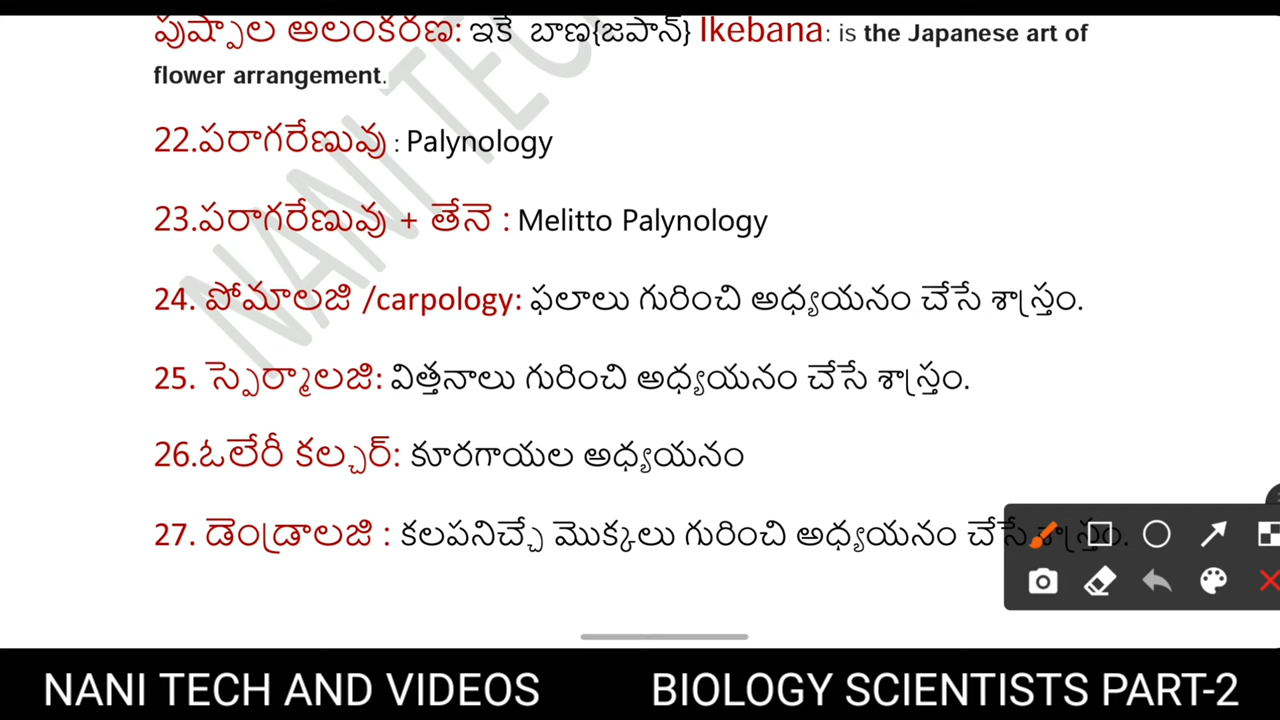 పుష్పాల అలంకరణ: ఇకే బాణ{జపాన్} Ikebana: is the Japanese art of
flower arrangement.
22.పరాగరేణువు : Palynology
23.పరాగరేణువు + తేనె : Melitto Palynology
24. పోమాలజి /carpology: ఫలాలు గురించి అధ్యయనం చేసే శాస్త్రం.
25. స్పెర్మాలజి: విత్తనాలు గురించి అధ్యయనం చేసే శాస్త్రం.
26.ఓలేరీ కల్చర్: కూరగాయల అధ్యయనం
27. డెండ్రాలజి : కలపనిచ్చే మొక్కలు గురించి అధ్యయనం చేసే శాస్త్రం.
NANI TECH
NANI TECH AND VIDEOS BIOLOGY SCIENTISTS PART-2